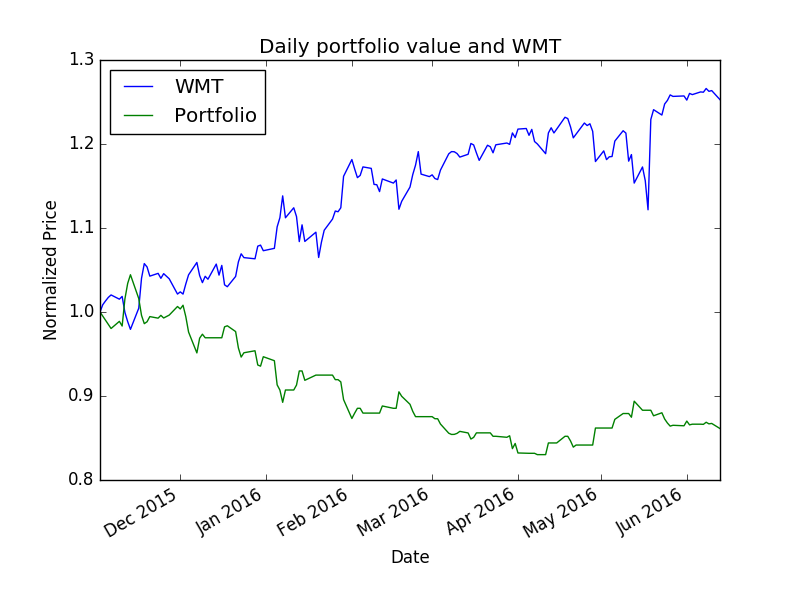 Daily portfolio value and WMT
WMT
Portfolio
1.3
1.2
1.1
1.0
0.9
0.8
Normalized Price
Dec 2015
Jan 2016
Feb 2016
Mar 2016
Apr 2016
May 2016
Jun 2016
Date